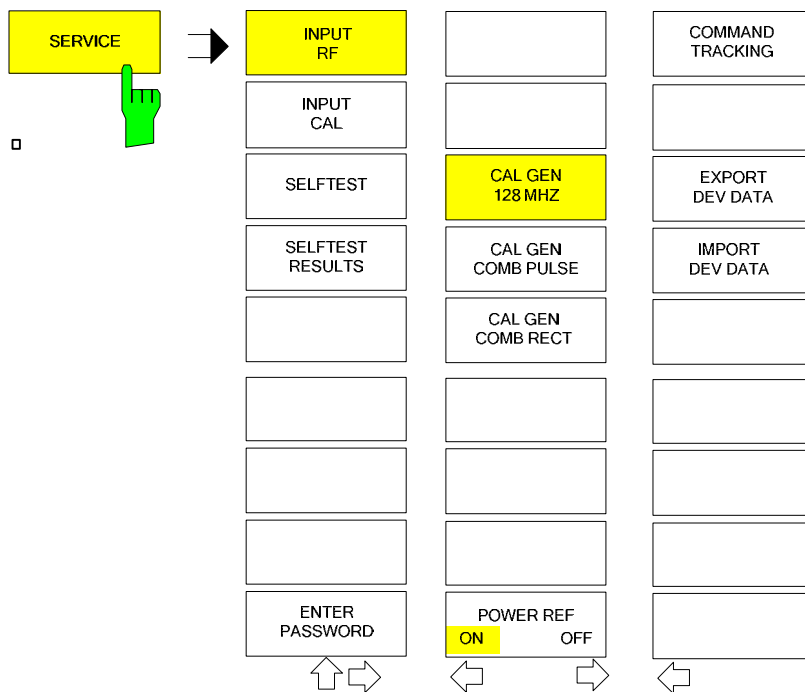 SERVICE
INPUT
RF
INPUT
CAL
SELFTEST
SELFTEST
RESULTS
ENTER
PASSWORD
CAL GEN
128 MHZ
CAL GEN
COMB PULSE
CAL GEN
COMB RECT
POWER REF
ON OFF
COMMAND
TRACKING
EXPORT
DEV DATA
IMPORT
DEV DATA